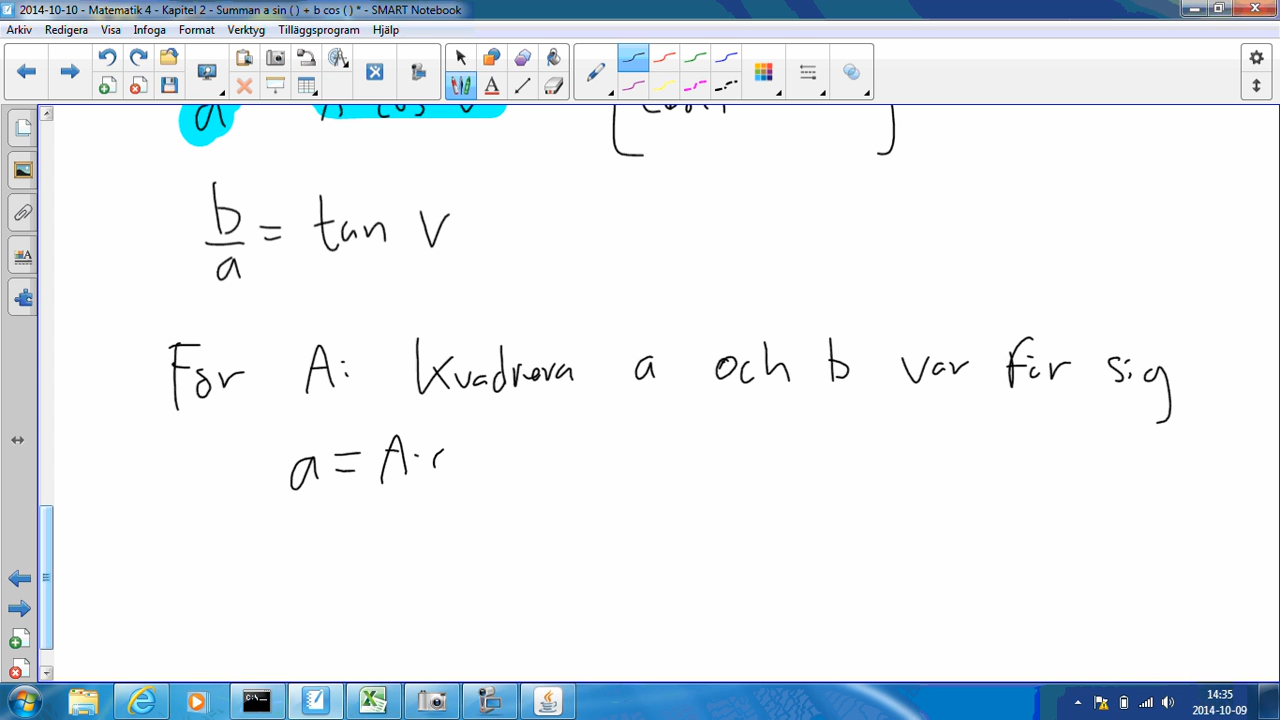 2014-10-10 - Matematik 4 - Kapitel 2 - Summan a sin ( ) + b cos ( ) * - SMART Notebook
Arkiv Redigera Visa Infoga Format Verktyg Tilläggsprogram Hjälp
a
b/a = tan v
För A: Kvadrera a och b var för sig
a = A·c
14:35
2014-10-09